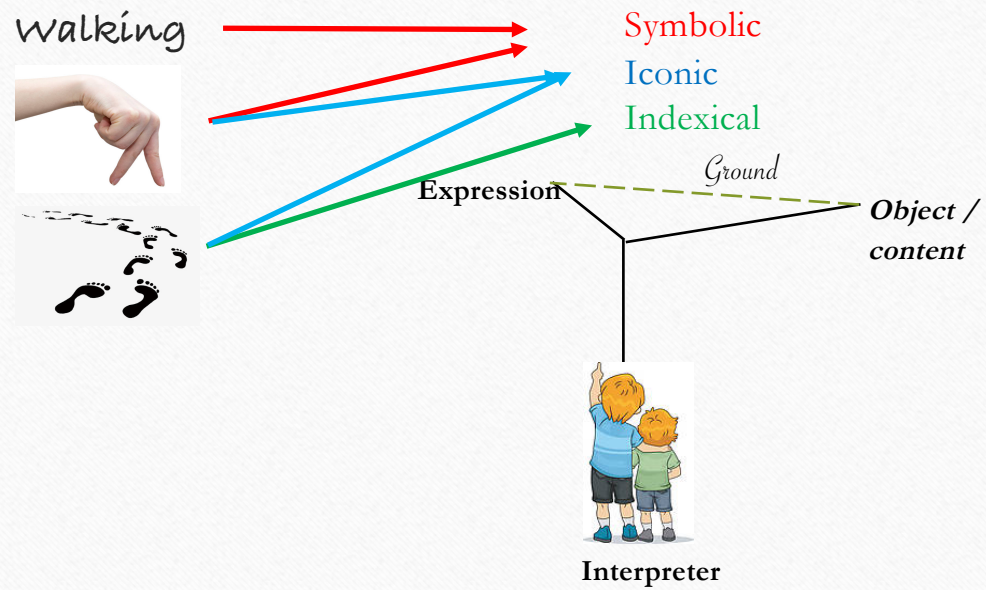 Walking
Symbolic
Iconic
Indexical
Ground
Expression
Object /
content
Interpreter